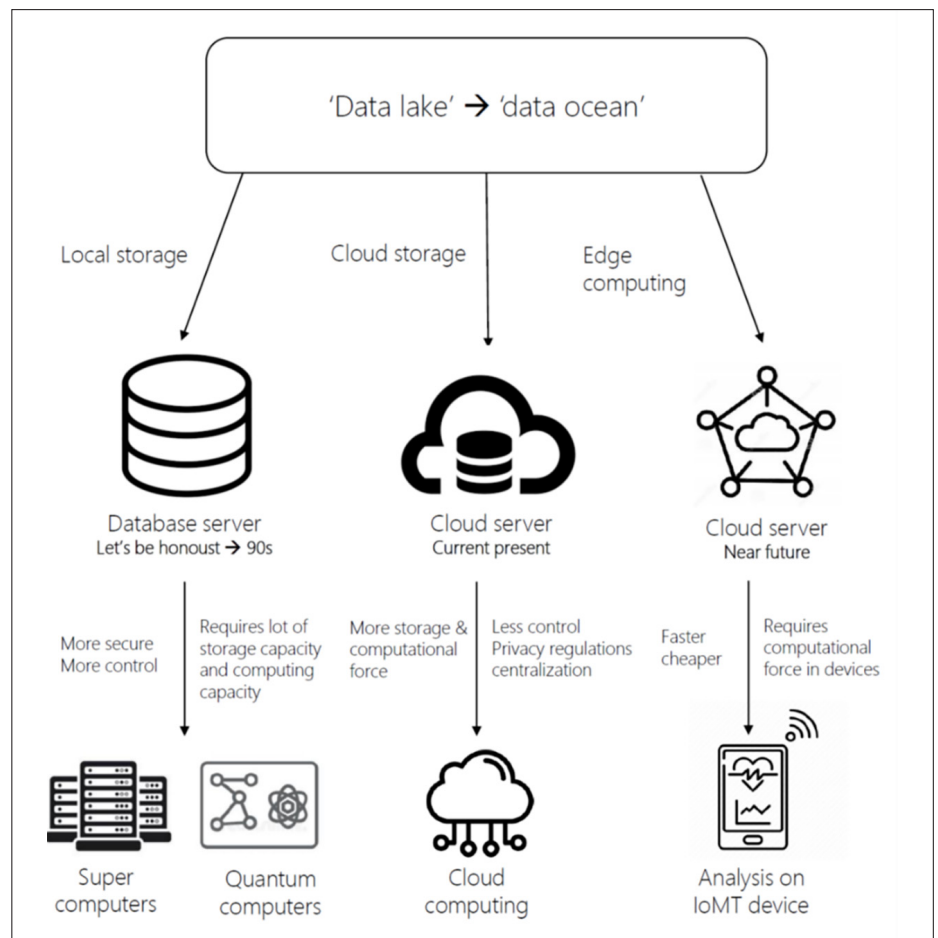 'Data lake' → 'data ocean'
Local storage
Cloud storage
Edge
computing
Database server
Let's be honoust → 90s
Cloud server
Current present
Cloud server
Near future
More secure
More control
Requires lot of
storage capacity
and computing
capacity
More storage &
computational
force
Less control
Privacy regulations
centralization
Faster
cheaper
Requires
computational
force in devices
Super
computers
Quantum
computers
Cloud
computing
Analysis on
IoMT device